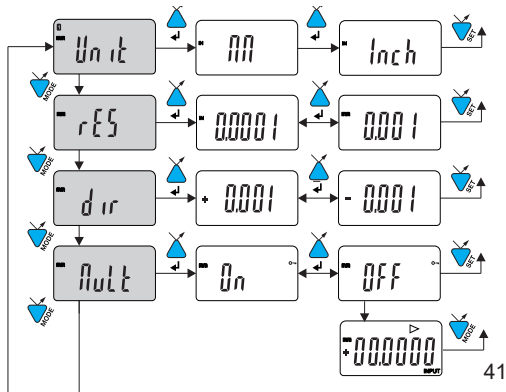 Unit MM Inch SET
MODE
rES 0.0001 0.001 SET
MODE
dir + 0.001 - 0.001 SET
MODE
MuLt On OFF SET
MODE
+ 00.0000 INPUT MODE
41